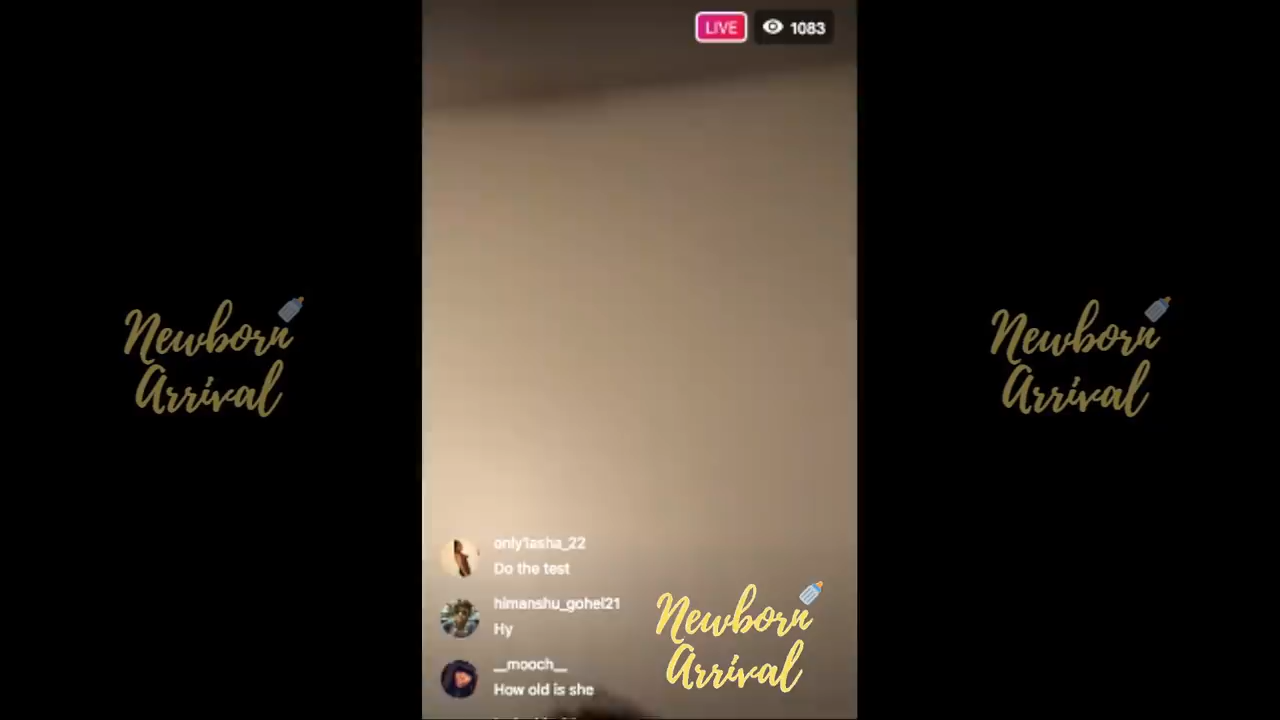 LIVE 1083
Newborn
Arrival
Newborn
Arrival
only1asha_22
Do the test
himanshu_gohel21
Hy
__mooch__
How old is she
Newborn
Arrival